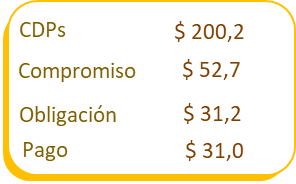 CDPs $ 200,2
Compromiso $ 52,7
Obligación $ 31,2
Pago $ 31,0